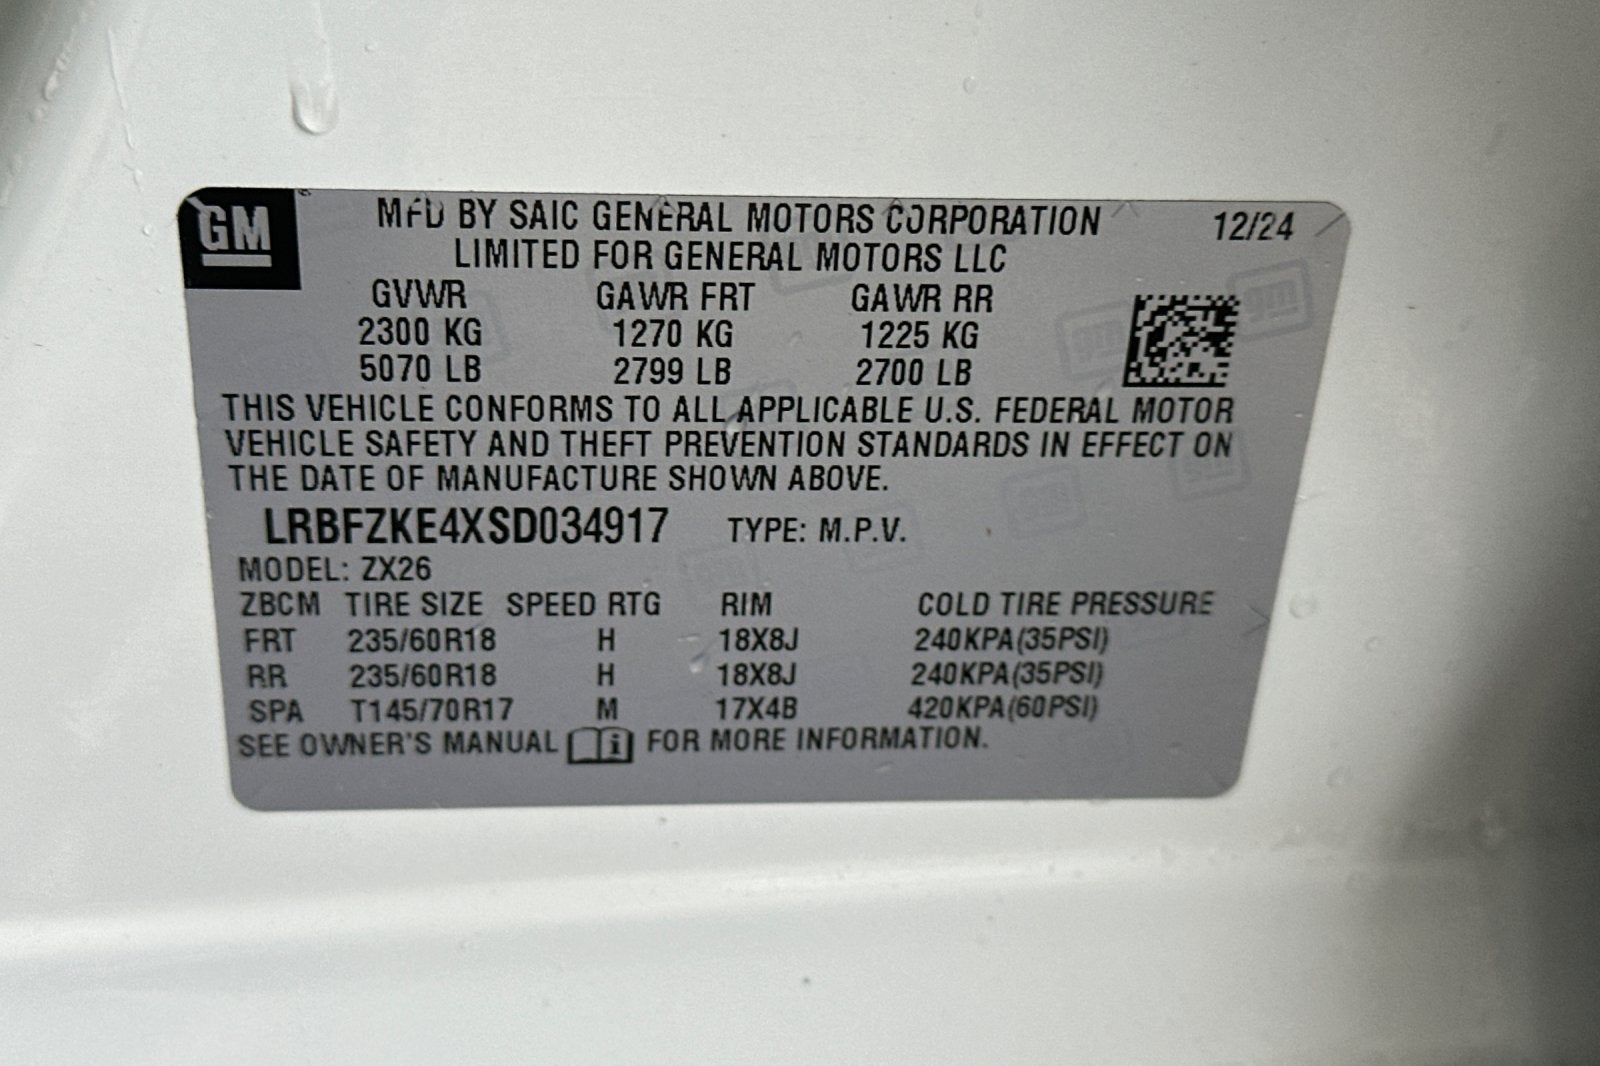 GM
MFD BY SAIC GENERAL MOTORS CORPORATION 12/24
LIMITED FOR GENERAL MOTORS LLC
GVWR GAWR FRT GAWR RR
2300 KG 1270 KG 1225 KG
5070 LB 2799 LB 2700 LB
THIS VEHICLE CONFORMS TO ALL APPLICABLE U.S. FEDERAL MOTOR
VEHICLE SAFETY AND THEFT PREVENTION STANDARDS IN EFFECT ON
THE DATE OF MANUFACTURE SHOWN ABOVE.
LRBFZKE4XSD034917 TYPE: M.P.V.
MODEL: ZX26
ZBCM TIRE SIZE SPEED RTG RIM COLD TIRE PRESSURE
FRT 235/60R18 H 18X8J 240KPA(35PSI)
RR 235/60R18 H 18X8J 240KPA(35PSI)
SPA T145/70R17 M 17X4B 420KPA(60PSI)
SEE OWNER'S MANUAL i FOR MORE INFORMATION.